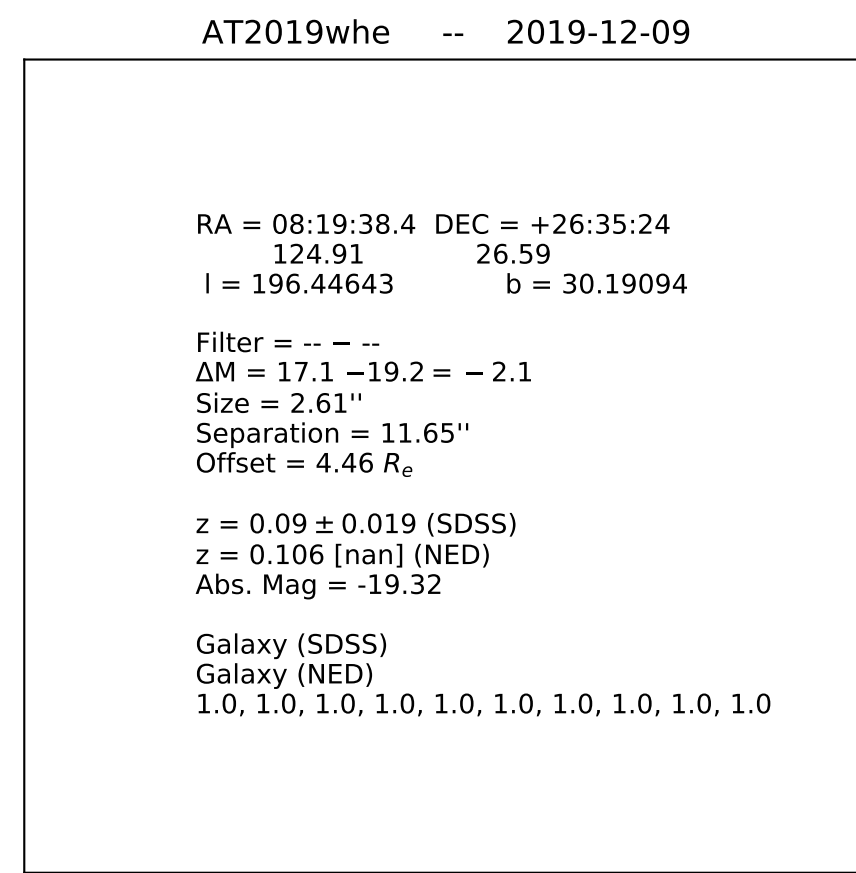 AT2019whe -- 2019-12-09
RA = 08:19:38.4 DEC = +26:35:24
124.91 26.59
l = 196.44643 b = 30.19094
Filter = -- − --
ΔM = 17.1 −19.2 = − 2.1
Size = 2.61''
Separation = 11.65''
Offset = 4.46 Re
z = 0.09 ± 0.019 (SDSS)
z = 0.106 [nan] (NED)
Abs. Mag = -19.32
Galaxy (SDSS)
Galaxy (NED)
1.0, 1.0, 1.0, 1.0, 1.0, 1.0, 1.0, 1.0, 1.0, 1.0